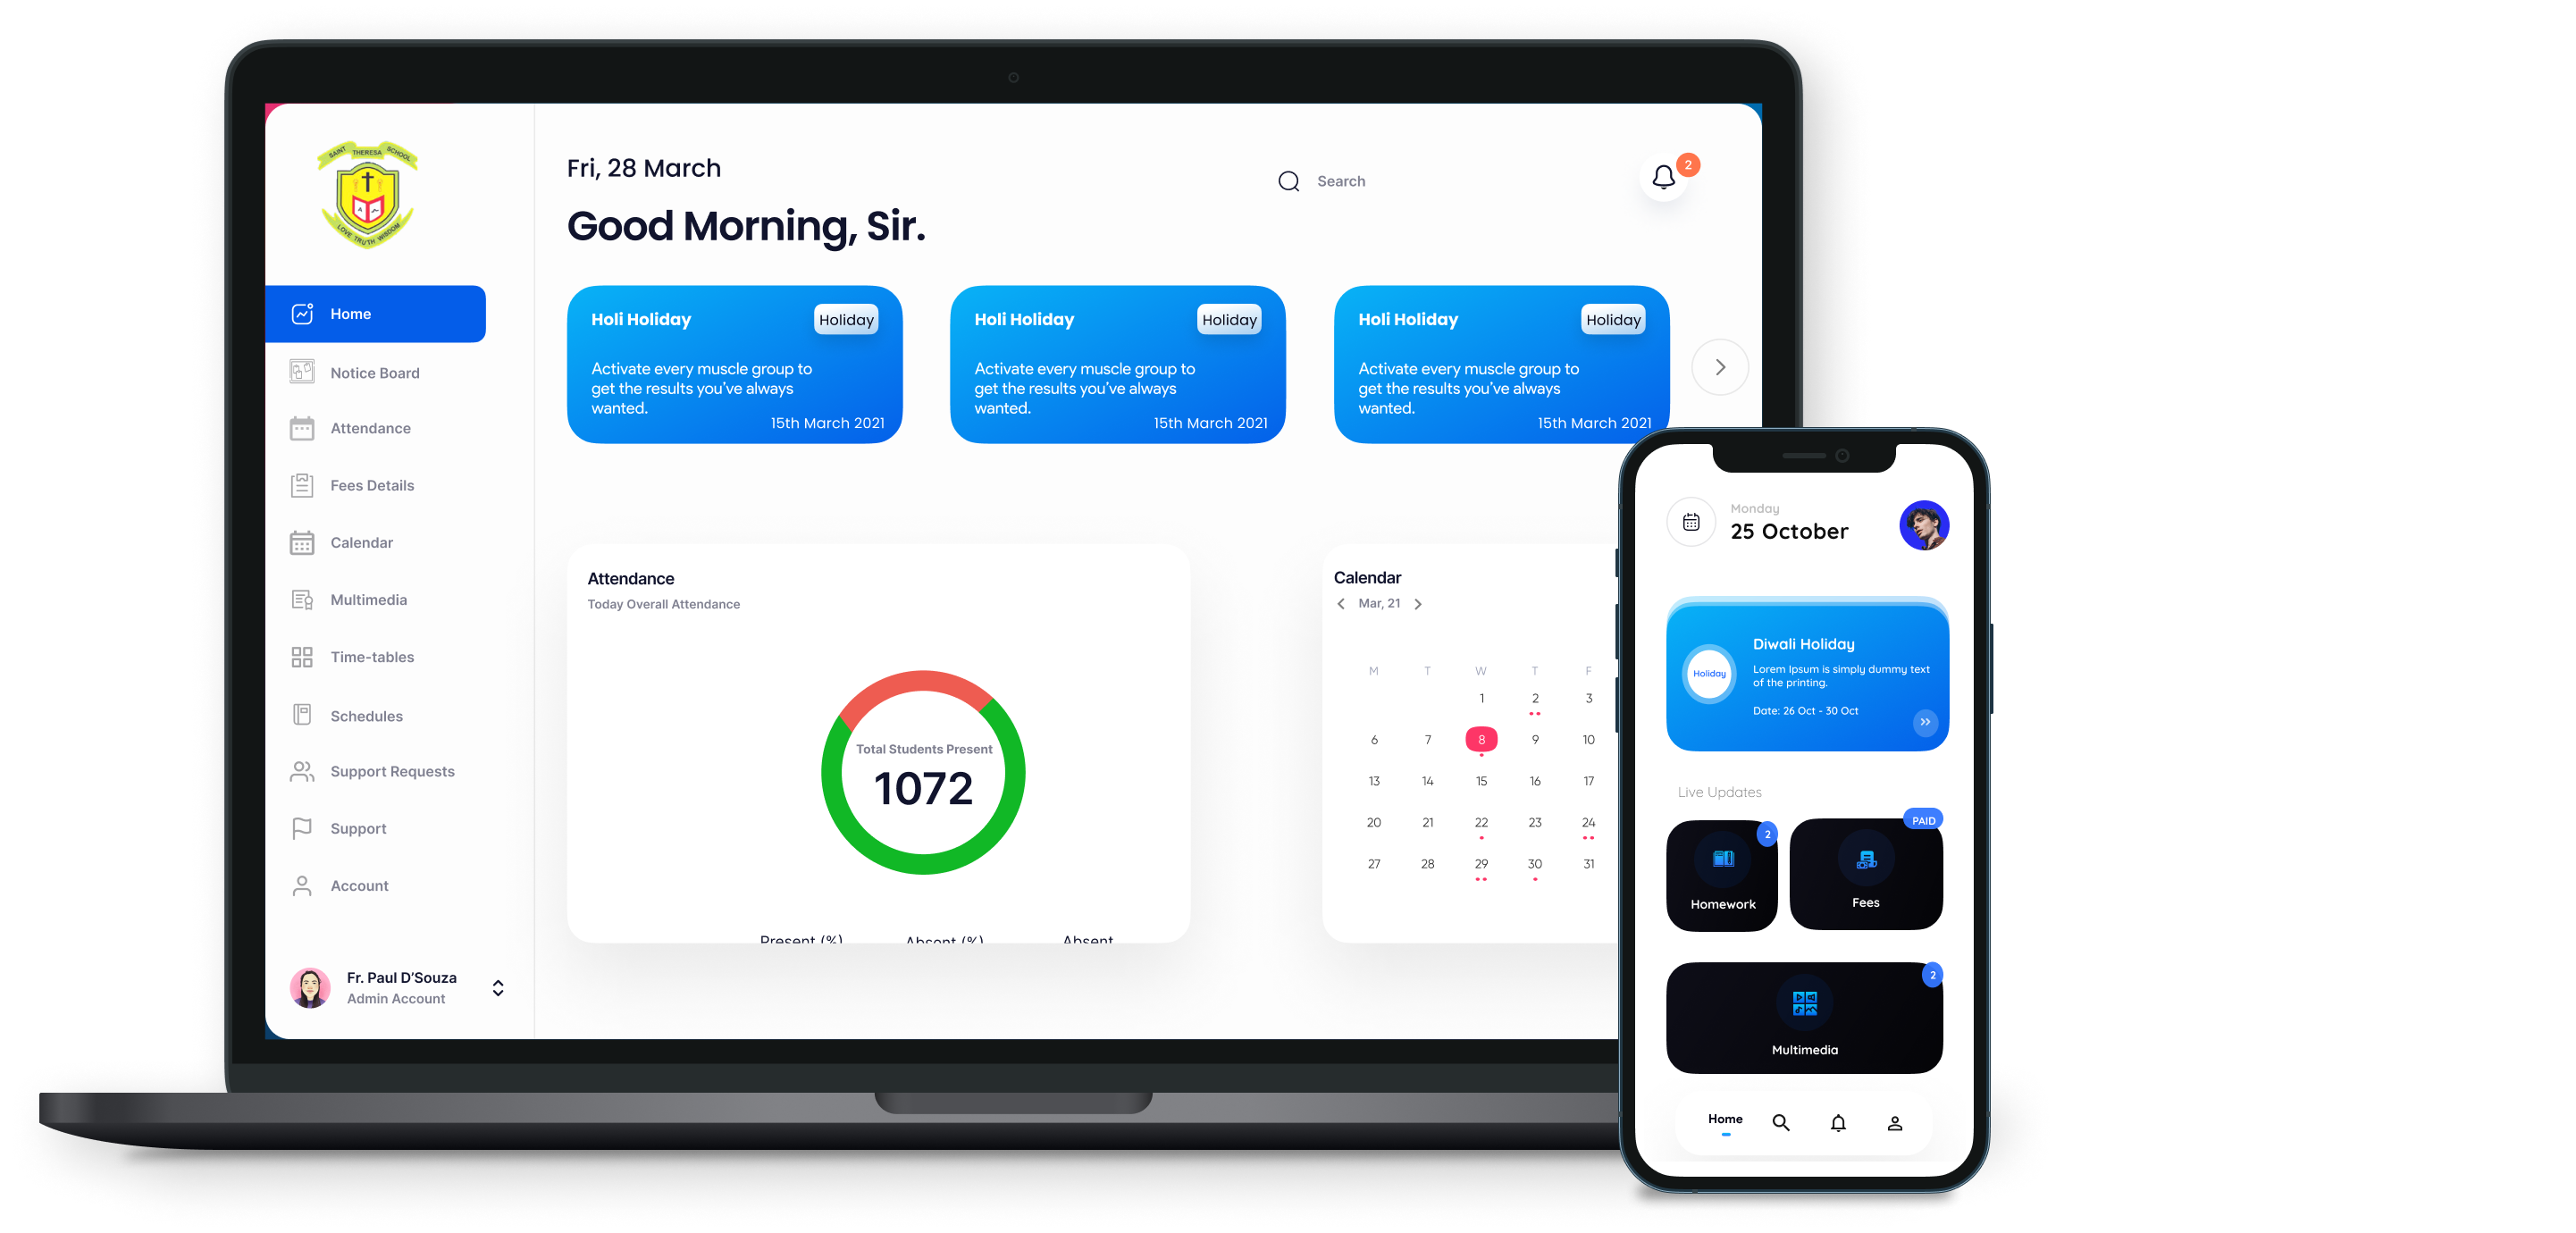 SAINT THERESA SCHOOL
LOVE TRUTH WISDOM
Home
Notice Board
Attendance
Fees Details
Calendar
Multimedia
Time-tables
Schedules
Support Requests
Support
Account
Fr. Paul D’Souza
Admin Account
Fri, 28 March
Good Morning, Sir.
Search
2
Holi Holiday
Holiday
Activate every muscle group to
get the results you’ve always
wanted.
15th March 2021
Holi Holiday
Holiday
Activate every muscle group to
get the results you’ve always
wanted.
15th March 2021
Holi Holiday
Holiday
Activate every muscle group to
get the results you’ve always
wanted.
15th March 2021
Attendance
Today Overall Attendance
Total Students Present
1072
Present (%) Absent (%) Absent
Calendar
Mar, 21
M T W T F
1 2 3
6 7 8 9 10
13 14 15 16 17
20 21 22 23 24
27 28 29 30 31
Monday
25 October
Holiday
Diwali Holiday
Lorem Ipsum is simply dummy text
of the printing.
Date: 26 Oct - 30 Oct
Live Updates
2
Homework
PAID
Fees
2
Multimedia
Home